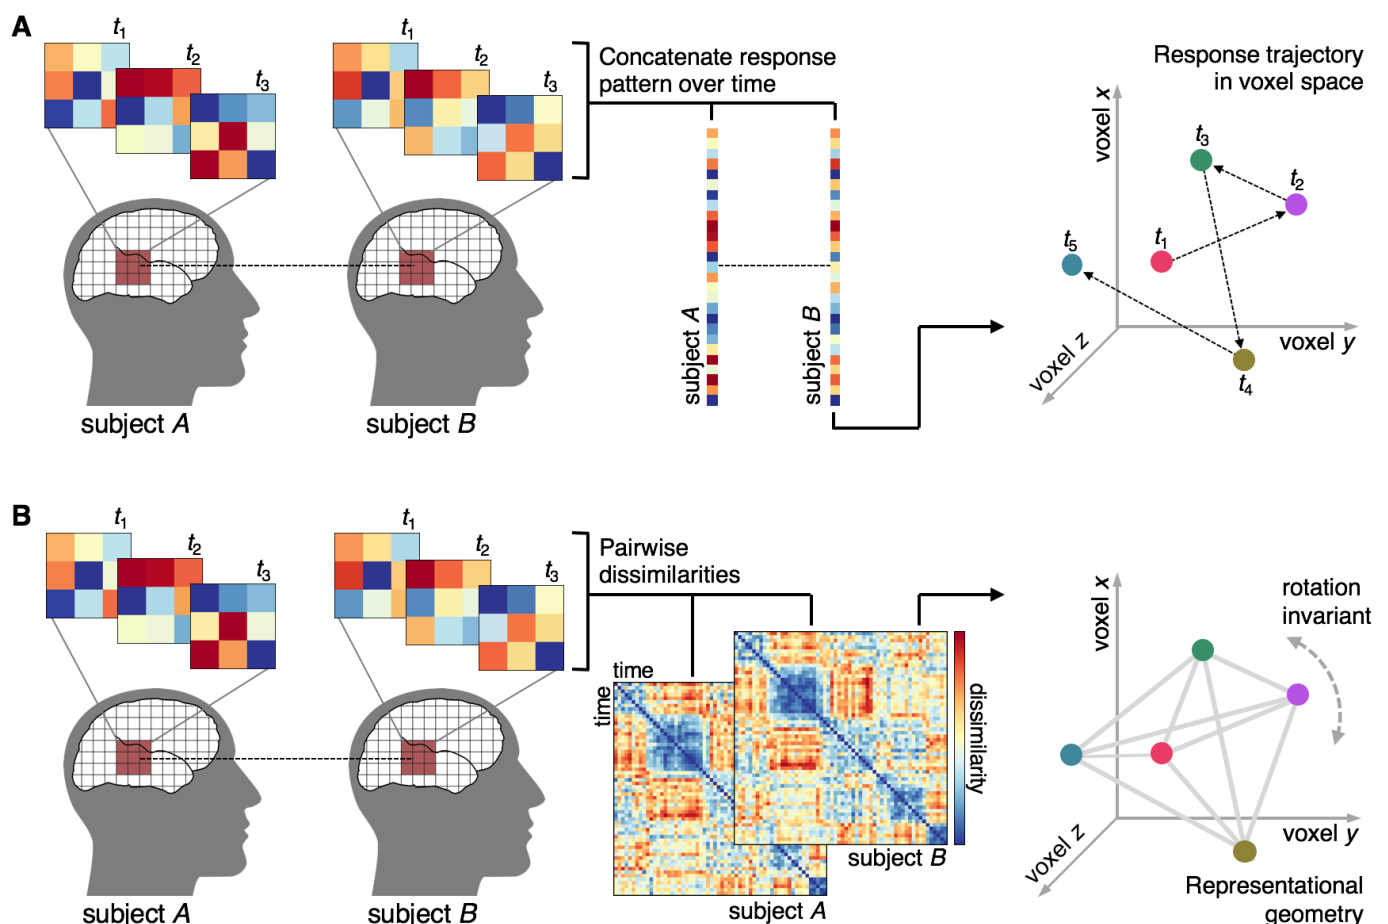 A
t1
t2
t3
subject A
t1
t2
t3
subject B
Concatenate response
pattern over time
subject A
subject B
Response trajectory
in voxel space
voxel x
voxel y
voxel z
t1
t2
t3
t4
t5
B
t1
t2
t3
subject A
t1
t2
t3
subject B
Pairwise
dissimilarities
time
time
subject A
subject B
dissimilarity
rotation
invariant
voxel x
voxel y
voxel z
Representational
geometry